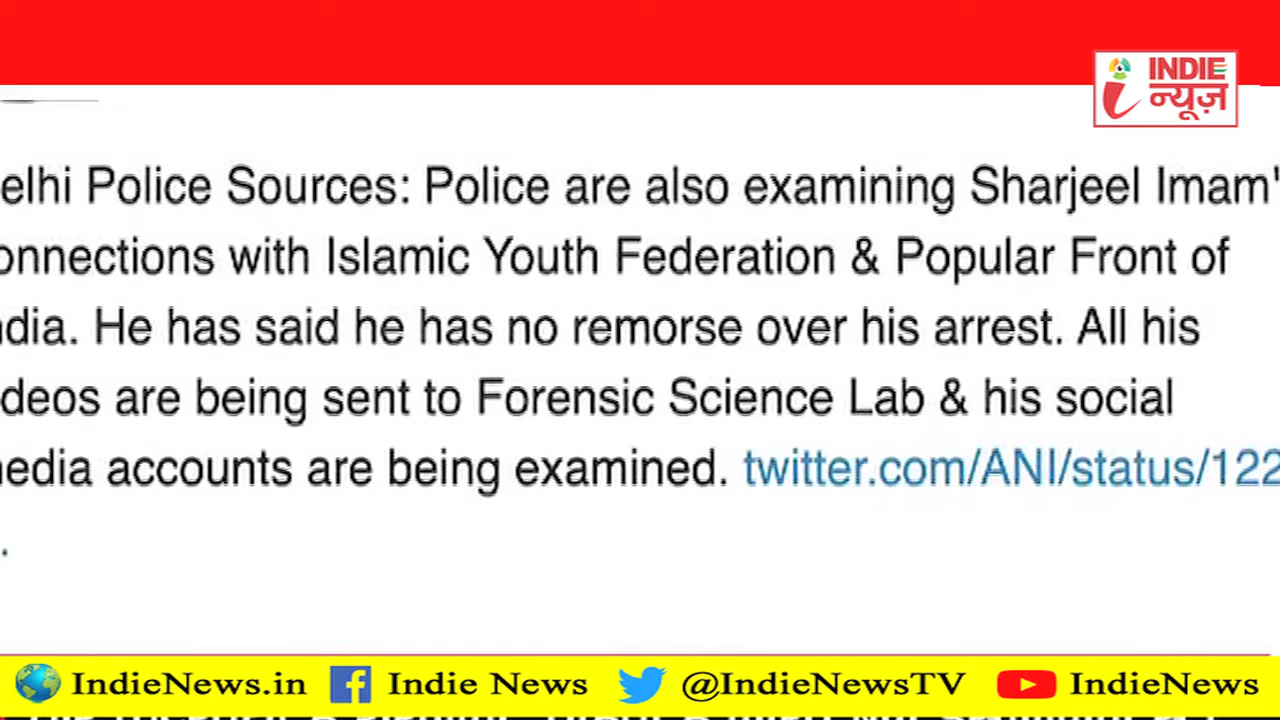 INDIE
न्यूज़
elhi Police Sources: Police are also examining Sharjeel Imam'
onnections with Islamic Youth Federation & Popular Front of
ndia. He has said he has no remorse over his arrest. All his
deos are being sent to Forensic Science Lab & his social
nedia accounts are being examined. twitter.com/ANI/status/122
.
IndieNews.in Indie News @IndieNewsTV IndieNews